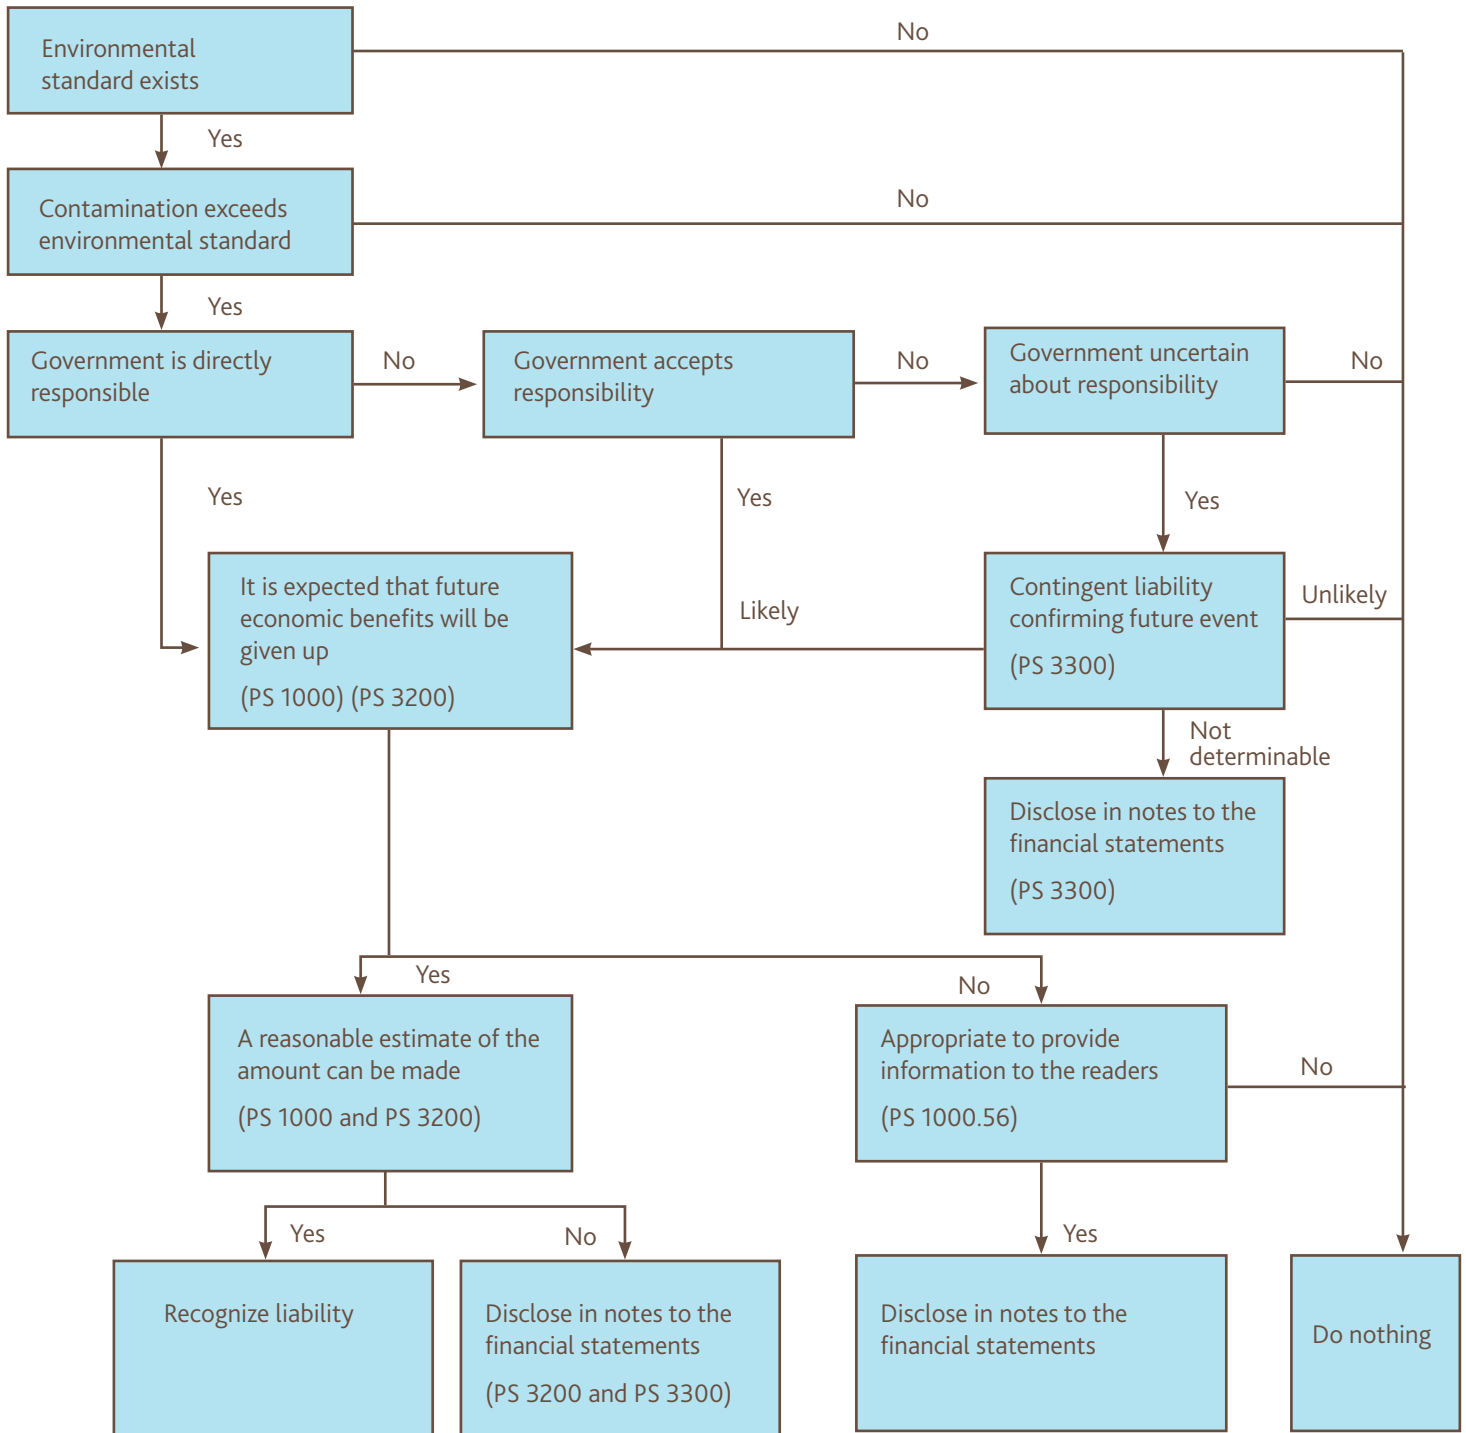 Environmental
standard exists
No
Yes
Contamination exceeds
environmental standard
No
Yes
Government is directly
responsible
No
Government accepts
responsibility
No
Government uncertain
about responsibility
No
Yes
Yes
Yes
It is expected that future
economic benefits will be
given up
(PS 1000) (PS 3200)
Likely
Contingent liability
confirming future event
(PS 3300)
Unlikely
Not
determinable
Disclose in notes to the
financial statements
(PS 3300)
Yes
No
A reasonable estimate of the
amount can be made
(PS 1000 and PS 3200)
Appropriate to provide
information to the readers
(PS 1000.56)
No
Yes
No
Yes
Recognize liability
Disclose in notes to the
financial statements
(PS 3200 and PS 3300)
Disclose in notes to the
financial statements
Do nothing